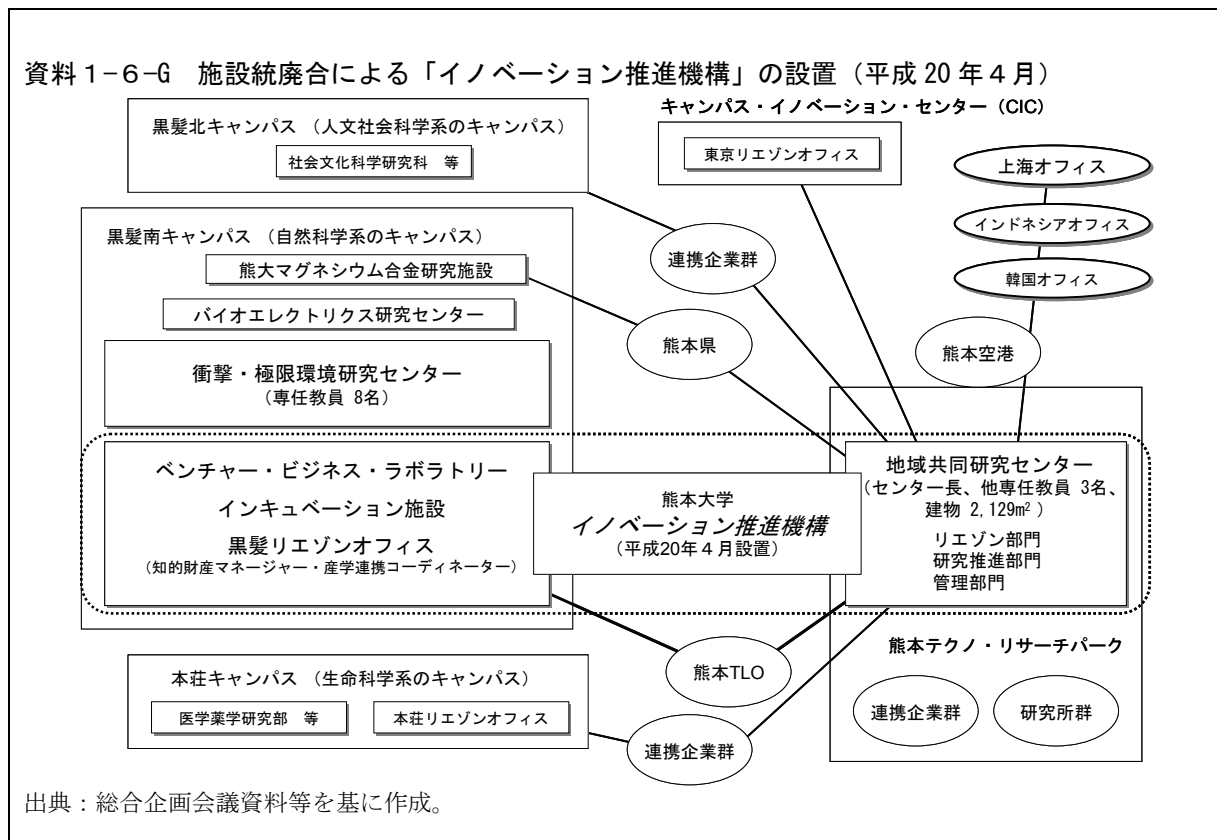 資料1-6-G 施設統廃合による「イノベーション推進機構」の設置（平成20年4月）
キャンパス・イノベーション・センター（CIC）
黒髪北キャンパス （人文社会科学系のキャンパス）
社会文化科学研究科 等
東京リエゾンオフィス
上海オフィス
インドネシアオフィス
韓国オフィス
黒髪南キャンパス （自然科学系のキャンパス）
熊大マグネシウム合金研究施設
バイオエレクトリクス研究センター
連携企業群
熊本県
熊本空港
衝撃・極限環境研究センター
（専任教員 8名）
ベンチャー・ビジネス・ラボラトリー
インキュベーション施設
黒髪リエゾンオフィス
（知的財産マネージャー・産学連携コーディネーター）
熊本大学
イノベーション推進機構
（平成20年４月設置）
地域共同研究センター
（センター長、他専任教員 3名、
建物 2,129m²）
リエゾン部門
研究推進部門
管理部門
熊本テクノ・リサーチパーク
連携企業群
研究所群
熊本TLO
本荘キャンパス （生命科学系のキャンパス）
医学薬学研究部 等
本荘リエゾンオフィス
連携企業群
出典：総合企画会議資料等を基に作成。